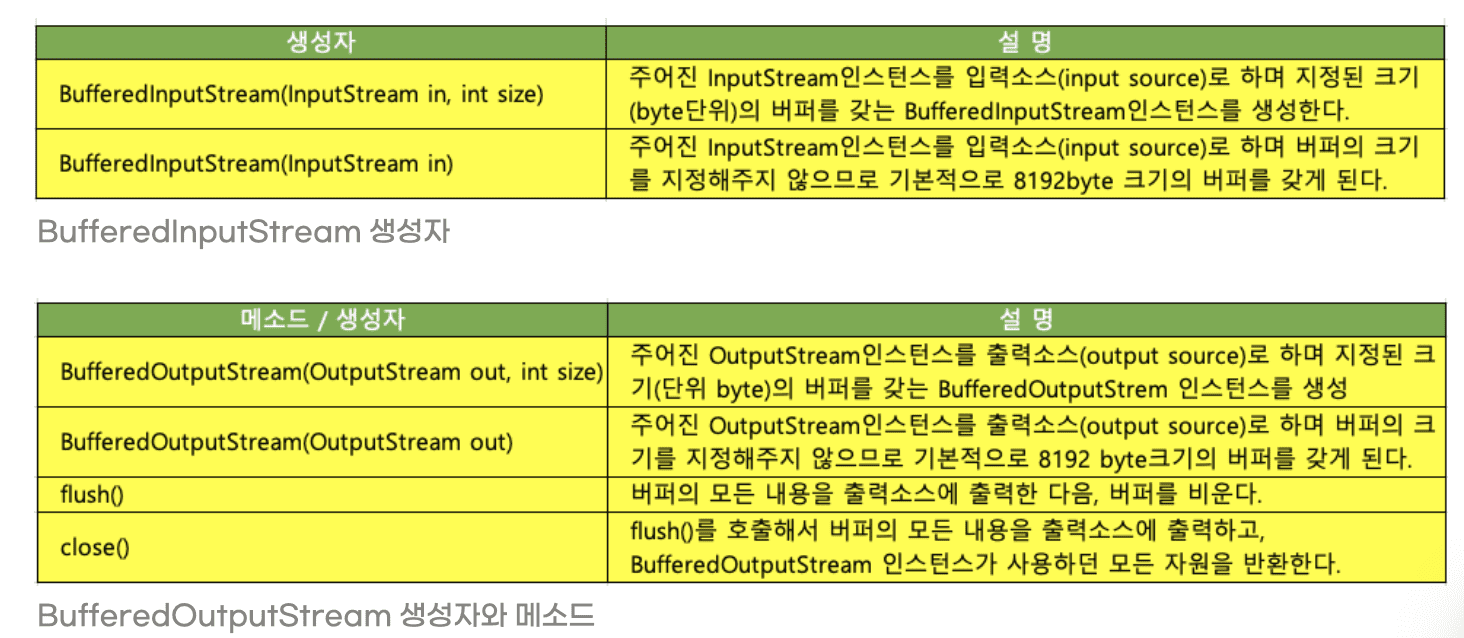 생성자 설 명
BufferedInputStream(InputStream in, int size) 주어진 InputStream인스턴스를 입력소스(input source)로 하며 지정된 크기
(byte단위)의 버퍼를 갖는 BufferedInputStream인스턴스를 생성한다.
BufferedInputStream(InputStream in) 주어진 InputStream인스턴스를 입력소스(input source)로 하며 버퍼의 크기
를 지정해주지 않으므로 기본적으로 8192byte 크기의 버퍼를 갖게 된다.
BufferedInputStream 생성자
메소드 / 생성자 설 명
BufferedOutputStream(OutputStream out, int size) 주어진 OutputStream인스턴스를 출력소스(output source)로 하며 지정된 크
기(단위 byte)의 버퍼를 갖는 BufferedOutputStrem 인스턴스를 생성
BufferedOutputStream(OutputStream out) 주어진 OutputStream인스턴스를 출력소스(output source)로 하며 버퍼의 크
기를 지정해주지 않으므로 기본적으로 8192 byte크기의 버퍼를 갖게 된다.
flush() 버퍼의 모든 내용을 출력소스에 출력한 다음, 버퍼를 비운다.
close() flush()를 호출해서 버퍼의 모든 내용을 출력소스에 출력하고,
BufferedOutputStream 인스턴스가 사용하던 모든 자원을 반환한다.
BufferedOutputStream 생성자와 메소드